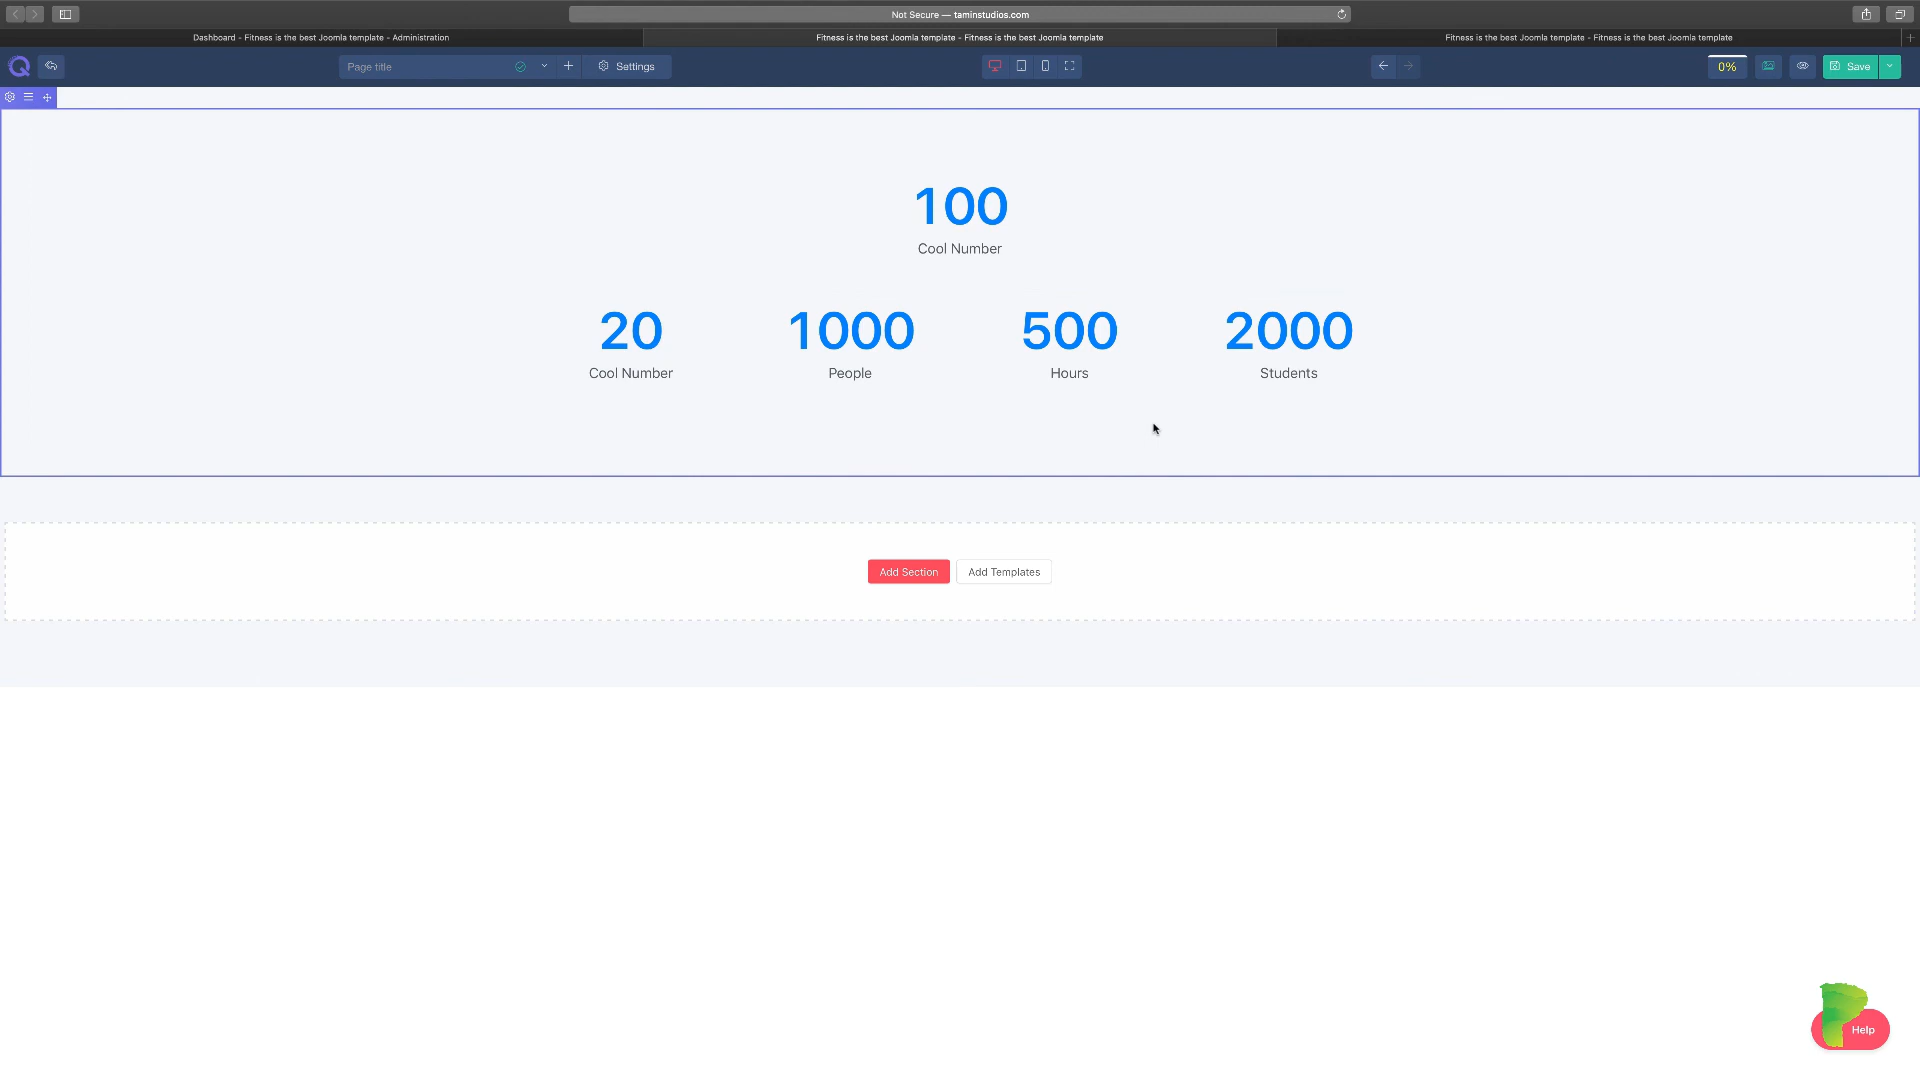 Not Secure — taminstudios.com
Dashboard - Fitness is the best Joomla template - Administration
Fitness is the best Joomla template - Fitness is the best Joomla template
Fitness is the best Joomla template - Fitness is the best Joomla template
Page title
Settings
0%
Save
100
Cool Number
20 1000 500 2000
Cool Number People Hours Students
Add Section Add Templates
Help